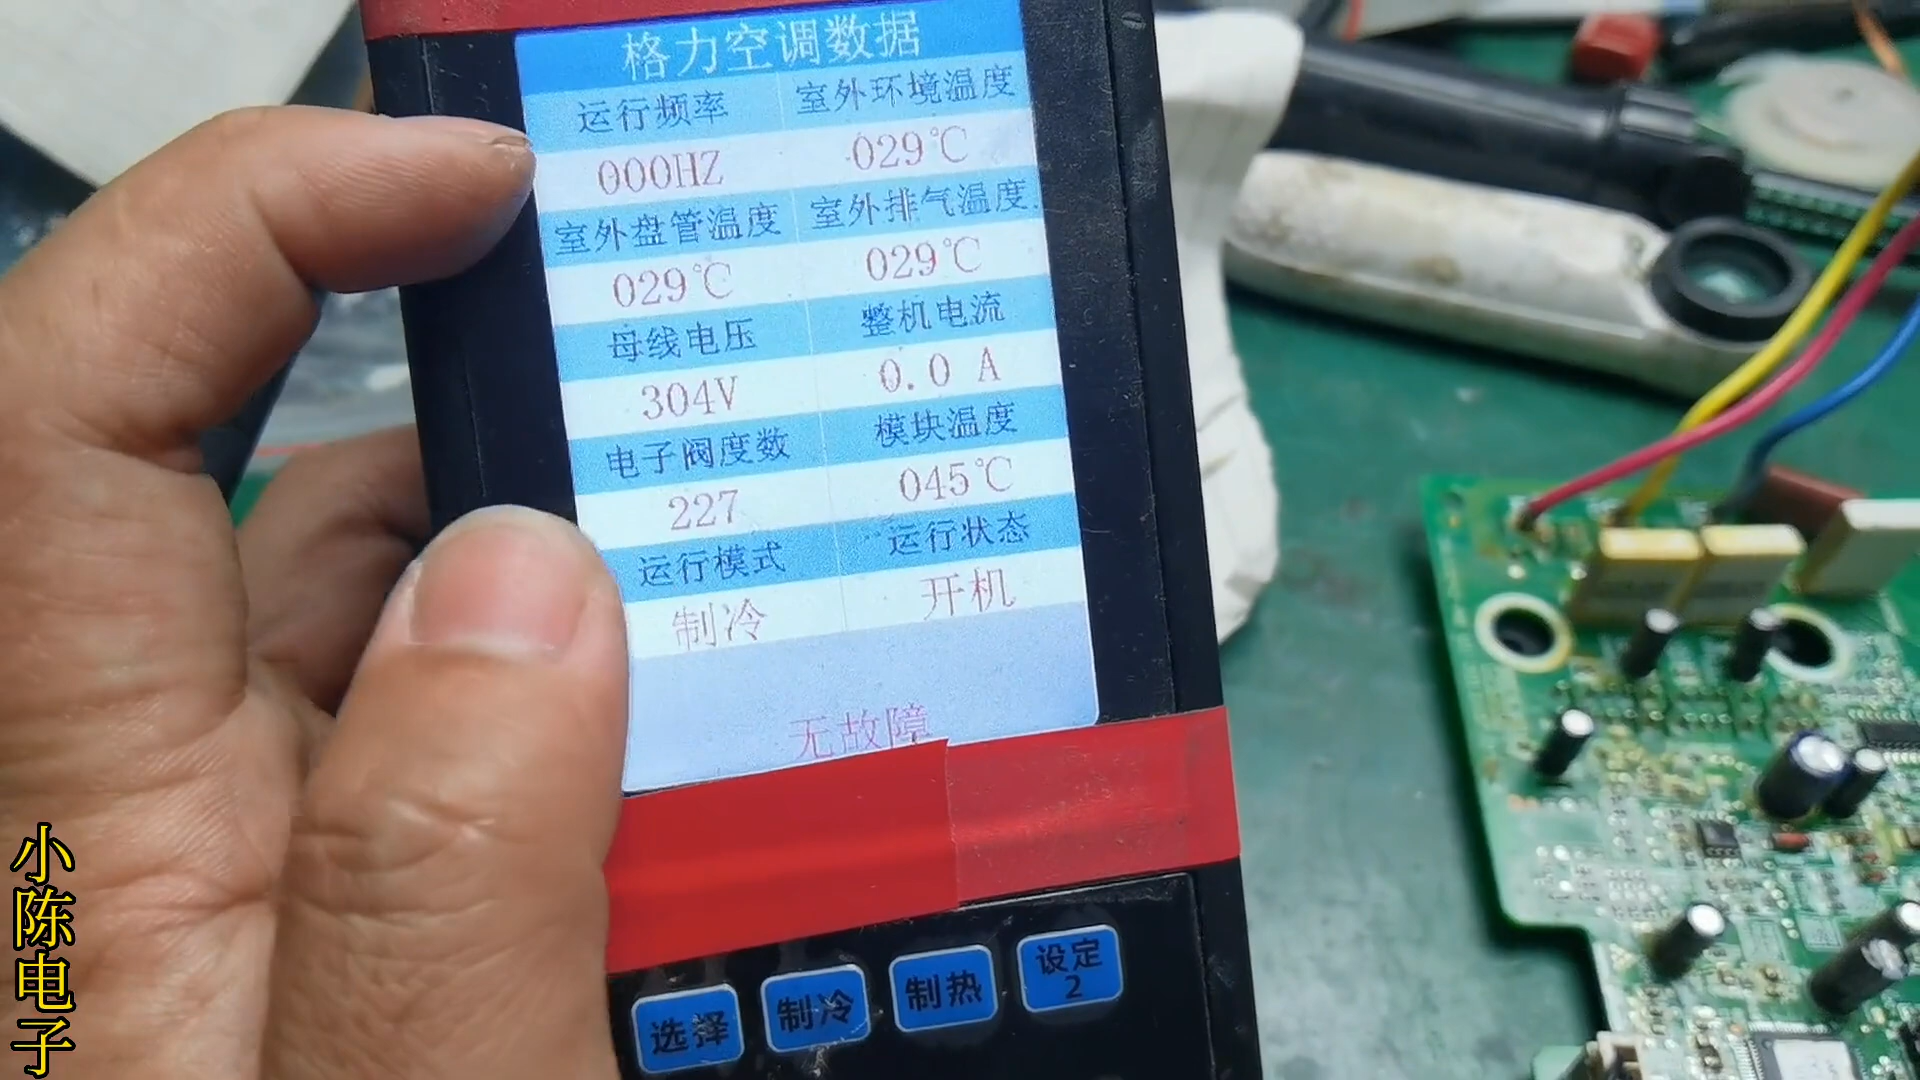 格力空调数据
运行频率 室外环境温度
000HZ 029℃
室外盘管温度 室外排气温度
029℃ 029℃
母线电压 整机电流
304V 0.0 A
电子阀度数 模块温度
227 045℃
运行模式 运行状态
制冷 开机
无故障
选择 制冷 制热 设定2
小陈电子